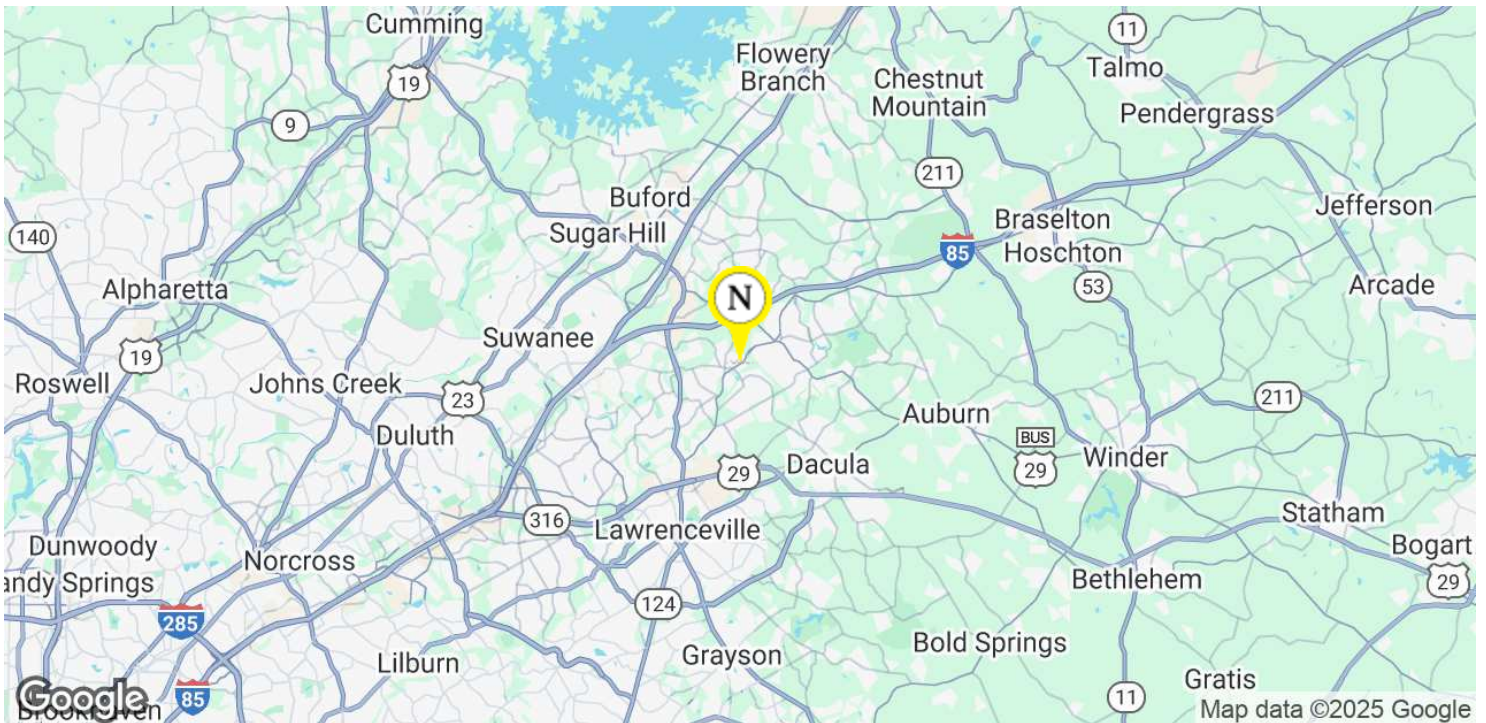 Cumming
Flowery
Branch
11
Talmo
19
Chestnut
Mountain
Pendergrass
9
211
Buford
Jefferson
Braselton
140
Sugar Hill
85
Hoschton
Alpharetta
N
53
Arcade
Suwanee
19
Roswell
Johns Creek
23
211
Auburn
Duluth
BUS
29
Winder
Dacula
29
316
Lawrenceville
Statham
Dunwoody
Norcross
Bogart
andy Springs
Bethlehem
29
124
285
Bold Springs
Lilburn
Grayson
Gratis
85
11
Google
Brookhaven
Map data ©2025 Google